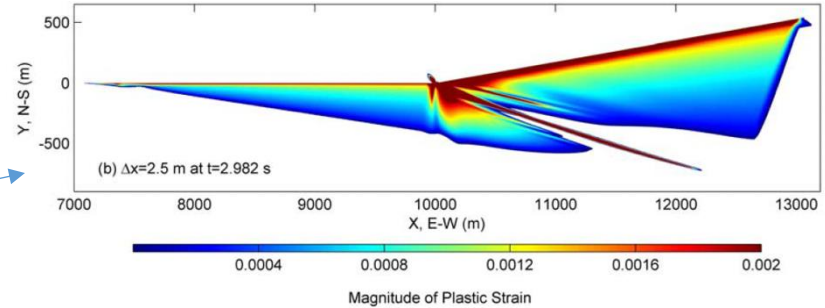 500
0
-500
Y, N-S (m)
(b) Δx=2.5 m at t=2.982 s
7000 8000 9000 10000 11000 12000 13000
X, E-W (m)
0.0004 0.0008 0.0012 0.0016 0.002
Magnitude of Plastic Strain